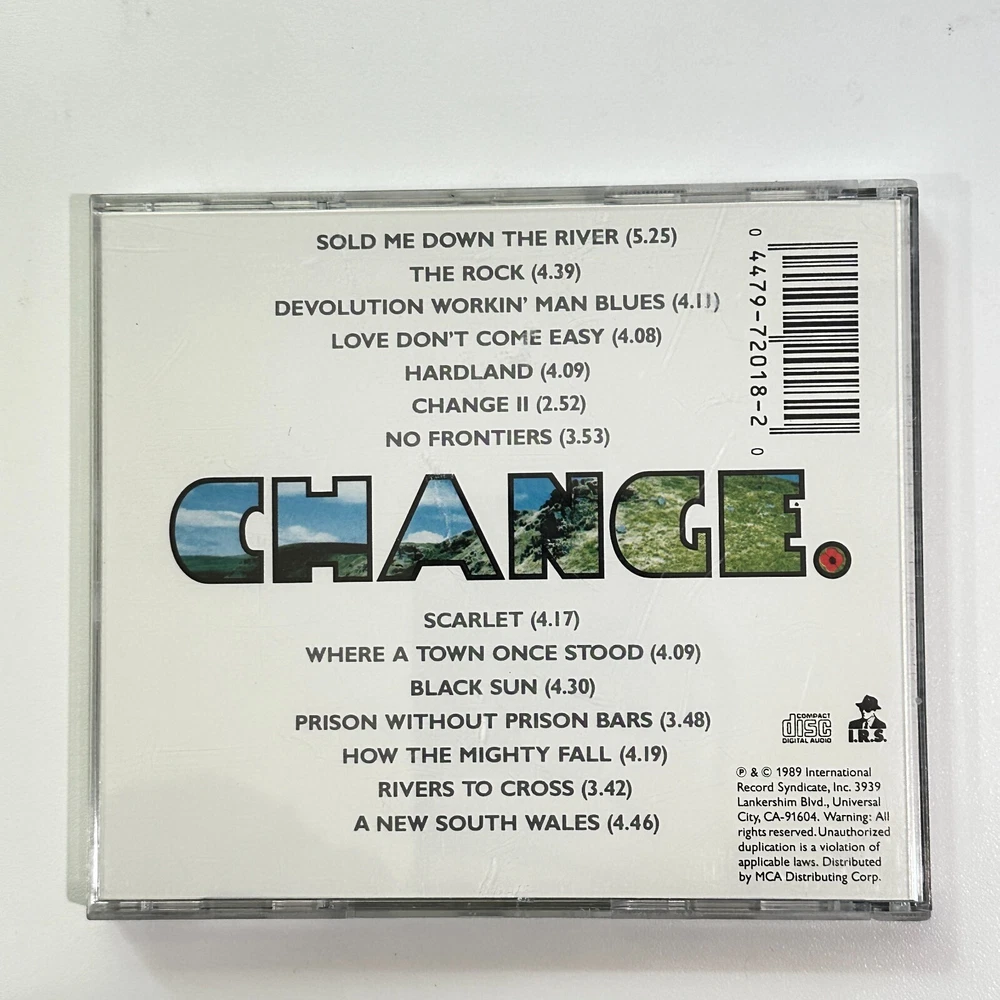 SOLD ME DOWN THE RIVER (5.25)
THE ROCK (4.39)
DEVOLUTION WORKIN' MAN BLUES (4.11)
LOVE DON'T COME EASY (4.08)
HARDLAND (4.09)
CHANGE II (2.52)
NO FRONTIERS (3.53)
0 4479-72018-2 0
CHANGE.
SCARLET (4.17)
WHERE A TOWN ONCE STOOD (4.09)
BLACK SUN (4.30)
PRISON WITHOUT PRISON BARS (3.48)
HOW THE MIGHTY FALL (4.19)
RIVERS TO CROSS (3.42)
A NEW SOUTH WALES (4.46)
COMPACT
disc
DIGITAL AUDIO
I.R.S.
℗ & © 1989 International
Record Syndicate, Inc. 3939
Lankershim Blvd., Universal
City, CA-91604. Warning: All
rights reserved. Unauthorized
duplication is a violation of
applicable laws. Distributed
by MCA Distributing Corp.